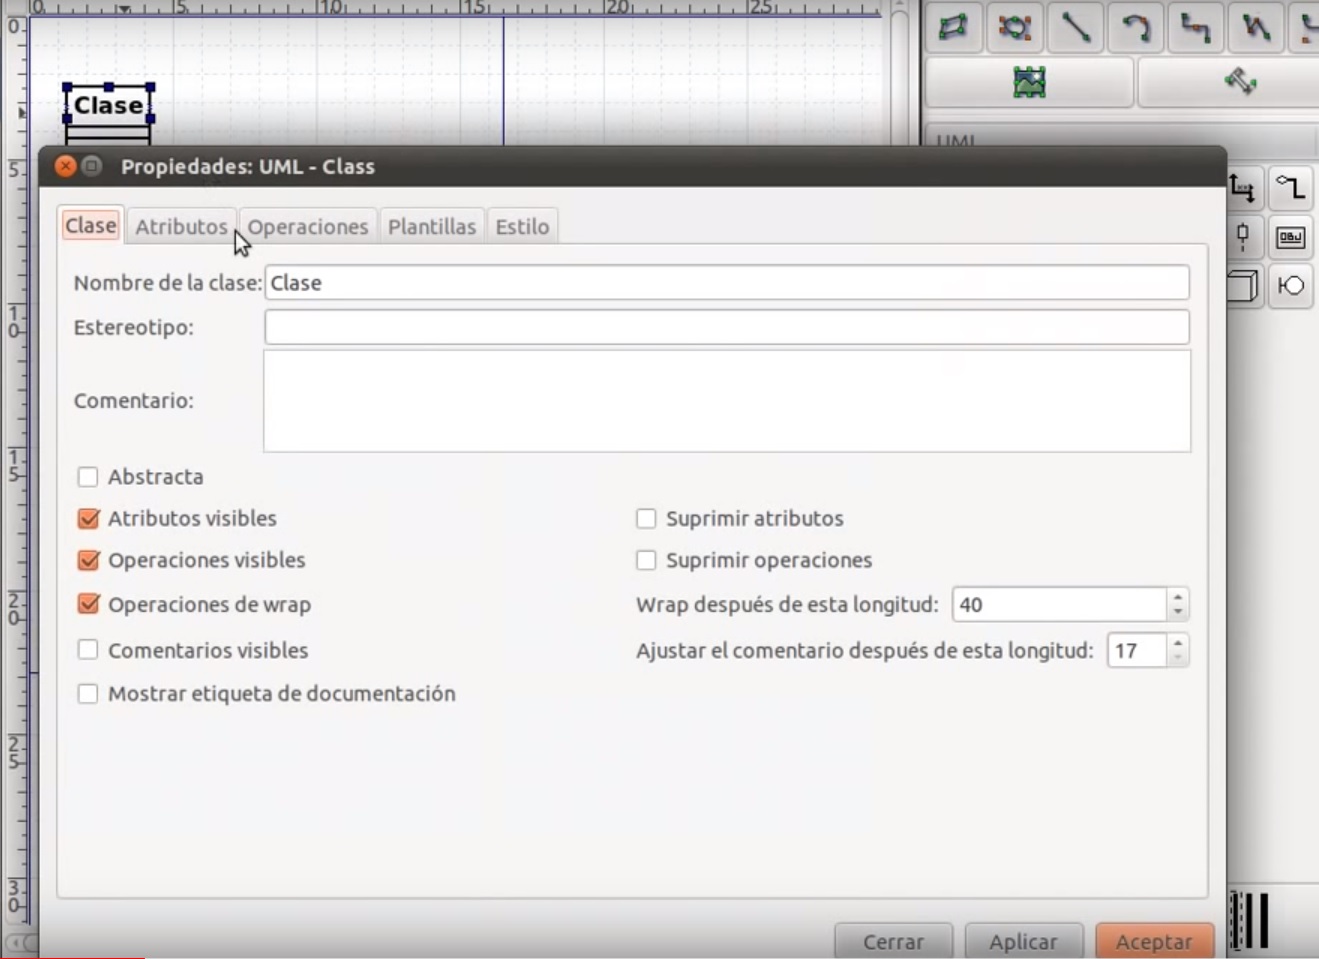 0 5 10 15 20 25
0
Clase
UML
5
Propiedades: UML - Class
Clase Atributos Operaciones Plantillas Estilo
Nombre de la clase: Clase
10
Estereotipo:
Comentario:
15
Abstracta
Atributos visibles Suprimir atributos
Operaciones visibles Suprimir operaciones
20
Operaciones de wrap Wrap después de esta longitud: 40
Comentarios visibles Ajustar el comentario después de esta longitud: 17
Mostrar etiqueta de documentación
25
30
Cerrar Aplicar Aceptar
OBJ